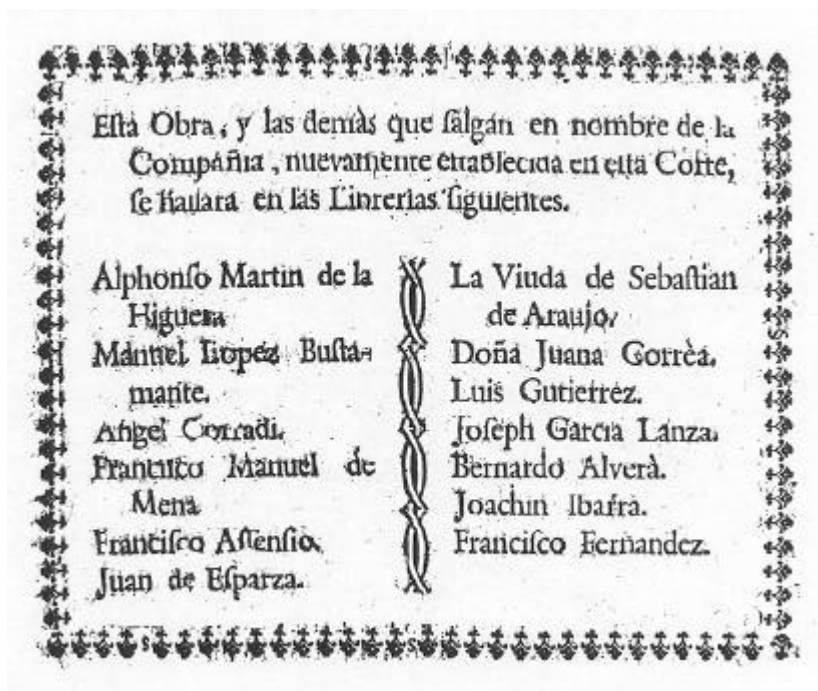 Eſta Obra, y las demàs que ſalgan en nombre de la
Compañia, nuevamente eſtablecida en eſta Corte,
ſe hallarà en las Librerias ſiguientes.
Alphonſo Martin de la
Higuera
Manuel Lopez Buſta-
mante.
Angel Corradi.
Franciſco Manuel de
Mena
Franciſco Aſſenſio.
Juan de Eſparza.
La Viuda de Sebaſtian
de Araujo.
Doña Juana Gorrèa.
Luis Gutierrez.
Joſeph Garcia Lanza.
Bernardo Alverà.
Joachin Ibarra.
Franciſco Fernandez.